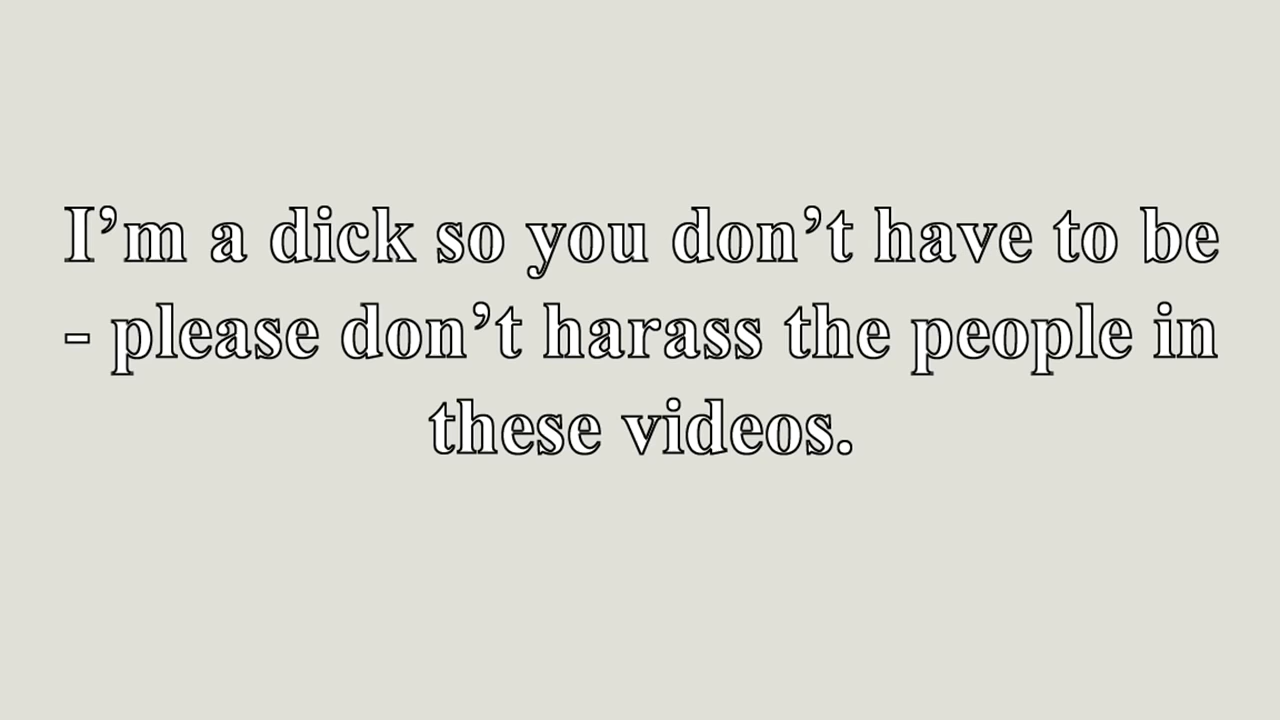 I’m a dick so you don’t have to be
- please don’t harass the people in
these videos.